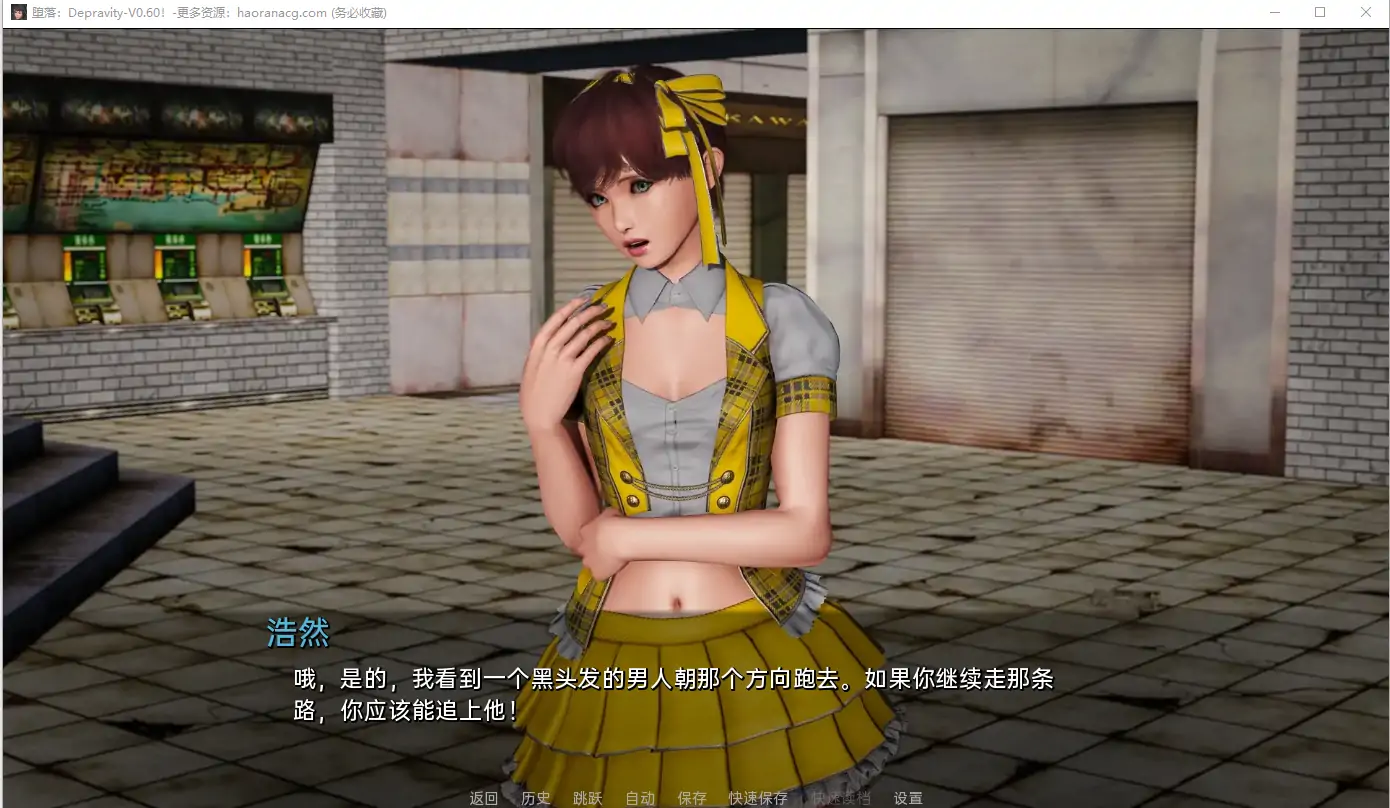 堕落：Depravity-V0.60！-更多资源：haoranacg.com (务必收藏)
KAWA
浩然
哦，是的，我看到一个黑头发的男人朝那个方向跑去。如果你继续走那条
路，你应该能追上他！
返回 历史 跳跃 自动 保存 快速保存 快速读档 设置